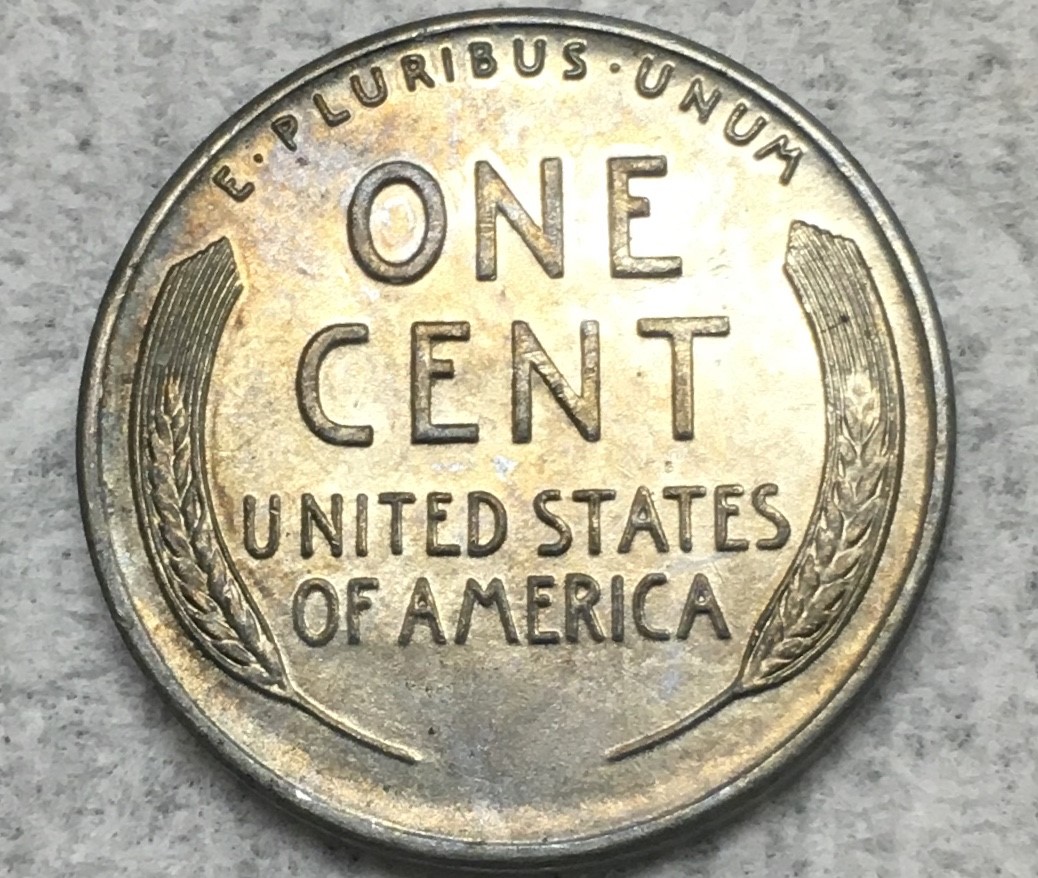 E · PLURIBUS · UNUM
ONE
CENT
UNITED STATES
OF AMERICA